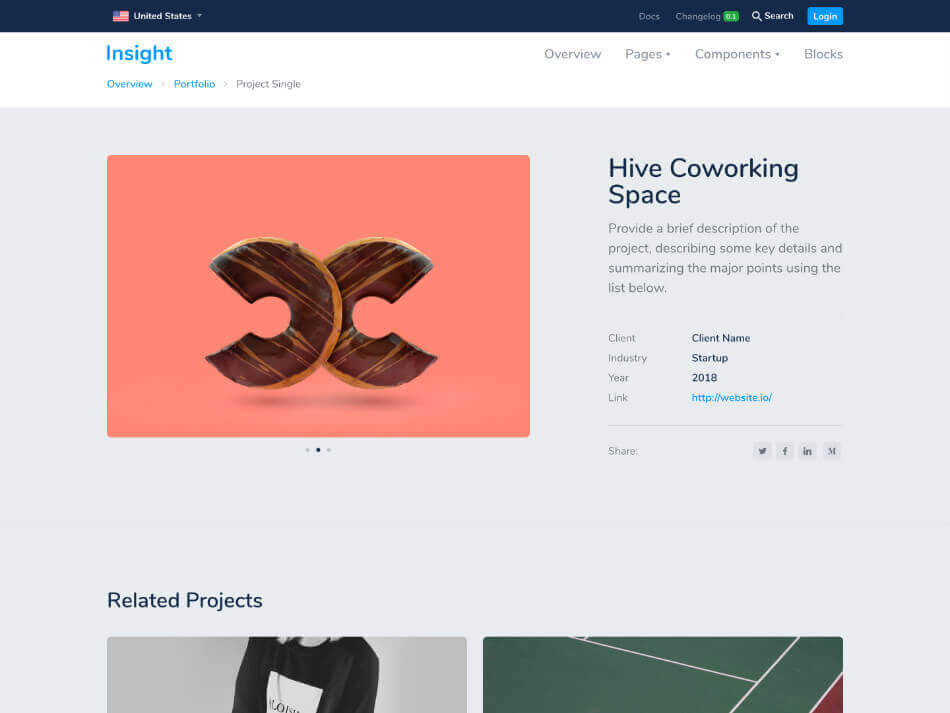 United States
Docs
Changelog 0.1
Search
Login
Insight
Overview
Pages
Components
Blocks
Overview
Portfolio
Project Single
Hive Coworking
Space
Provide a brief description of the
project, describing some key details and
summarizing the major points using the
list below.
Client Client Name
Industry Startup
Year 2018
Link http://website.io/
Share:
Related Projects